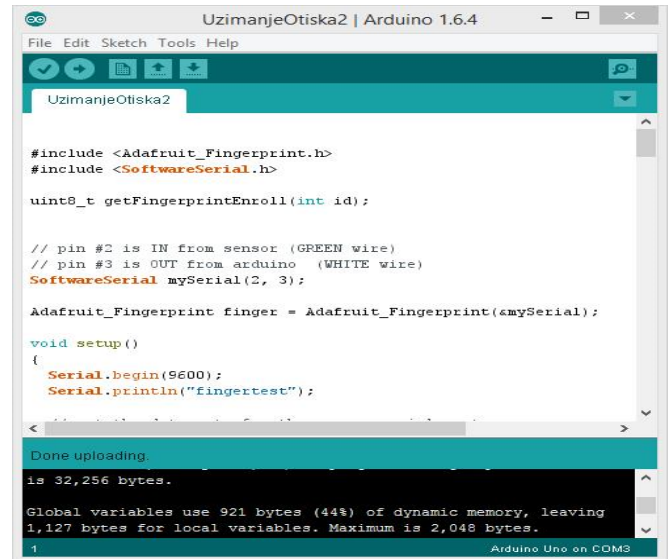 UzimanjeOtiska2 | Arduino 1.6.4
File Edit Sketch Tools Help
UzimanjeOtiska2
#include <Adafruit_Fingerprint.h>
#include <SoftwareSerial.h>
uint8_t getFingerprintEnroll(int id);
// pin #2 is IN from sensor (GREEN wire)
// pin #3 is OUT from arduino  (WHITE wire)
SoftwareSerial mySerial(2, 3);
Adafruit_Fingerprint finger = Adafruit_Fingerprint(&mySerial);
void setup()
{
  Serial.begin(9600);
  Serial.println("fingertest");
Done uploading.
is 32,256 bytes.
Global variables use 921 bytes (44%) of dynamic memory, leaving
1,127 bytes for local variables. Maximum is 2,048 bytes.
1 Arduino Uno on COM3